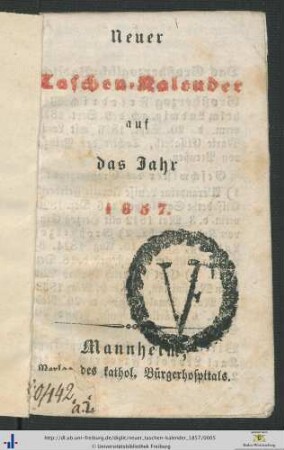 Neuer
Taschen-Kalender
auf
das Jahr
1857.
V
Mannheim,
Verlag des kathol. Bürgerhospitals.
http://dl.ub.uni-freiburg.de/diglit/neuer_taschen-kalender_1857/0005
© Universitätsbibliothek Freiburg